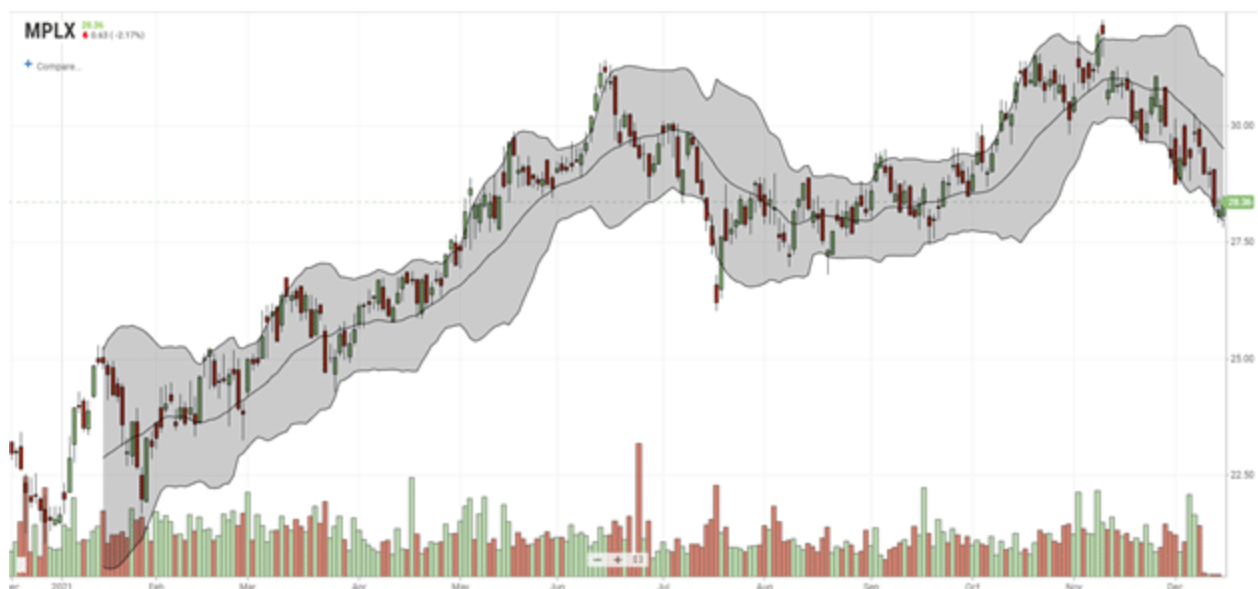 MPLX 28.36
0.63 (-2.17%)
+ Compare...
30.00
28.36
27.50
25.00
22.50
2021 Feb Mar Apr May Jun Jul Aug Sep Oct Nov Dec